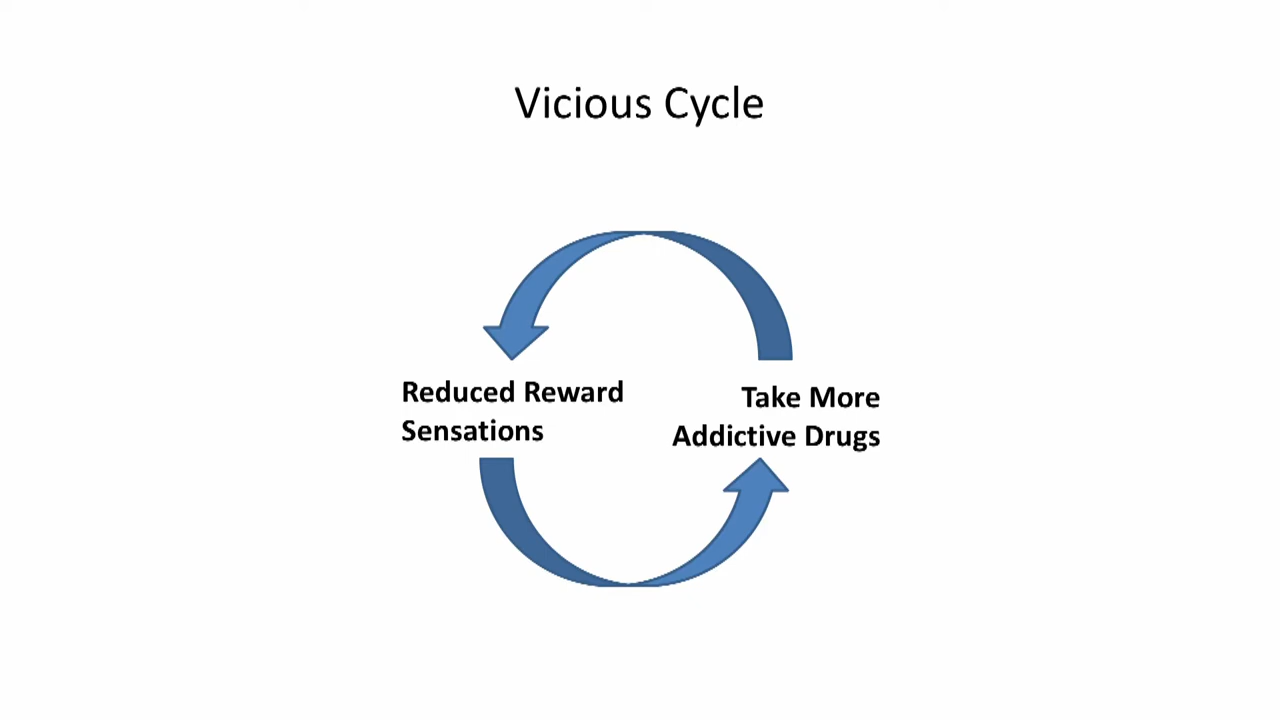 Vicious Cycle
Reduced Reward
Sensations
Take More
Addictive Drugs